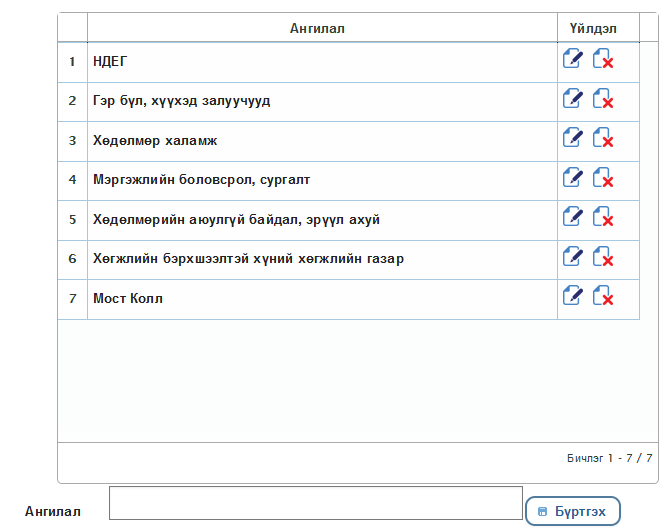 Ангилал Үйлдэл
1 НДЕГ
2 Гэр бүл, хүүхэд залуучууд
3 Хөдөлмөр халамж
4 Мэргэжлийн боловсрол, сургалт
5 Хөдөлмөрийн аюулгүй байдал, эрүүл ахуй
6 Хөгжлийн бэрхшээлтэй хүний хөгжлийн газар
7 Мост Колл
Бичлэг 1 - 7 / 7
Ангилал Бүртгэх